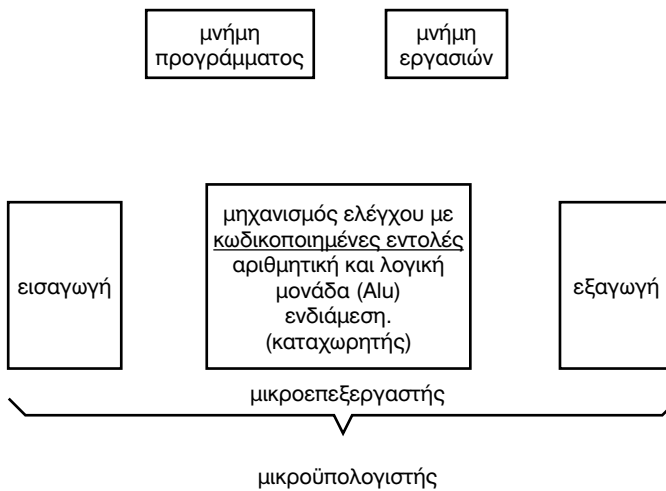 μνήμη
προγράμματος
μνήμη
εργασιών
εισαγωγή
μηχανισμός ελέγχου με
κωδικοποιημένες εντολές
αριθμητική και λογική
μονάδα (Alu)
ενδιάμεση.
(καταχωρητής)
εξαγωγή
μικροεπεξεργαστής
μικροϋπολογιστής